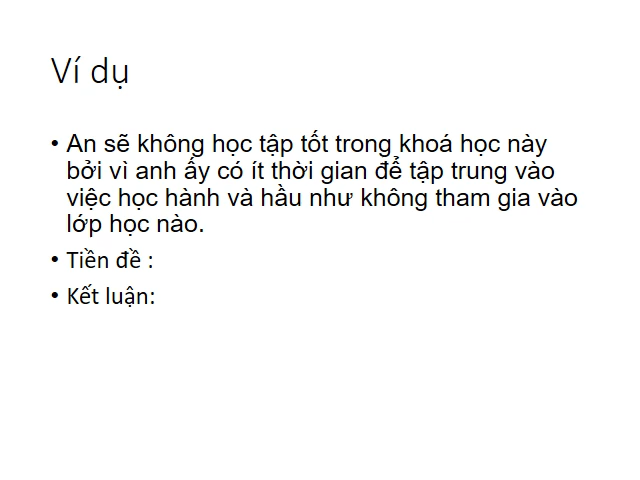 Ví dụ
• An sẽ không học tập tốt trong khoá học này
bởi vì anh ấy có ít thời gian để tập trung vào
việc học hành và hầu như không tham gia vào
lớp học nào.
• Tiền đề :
• Kết luận: